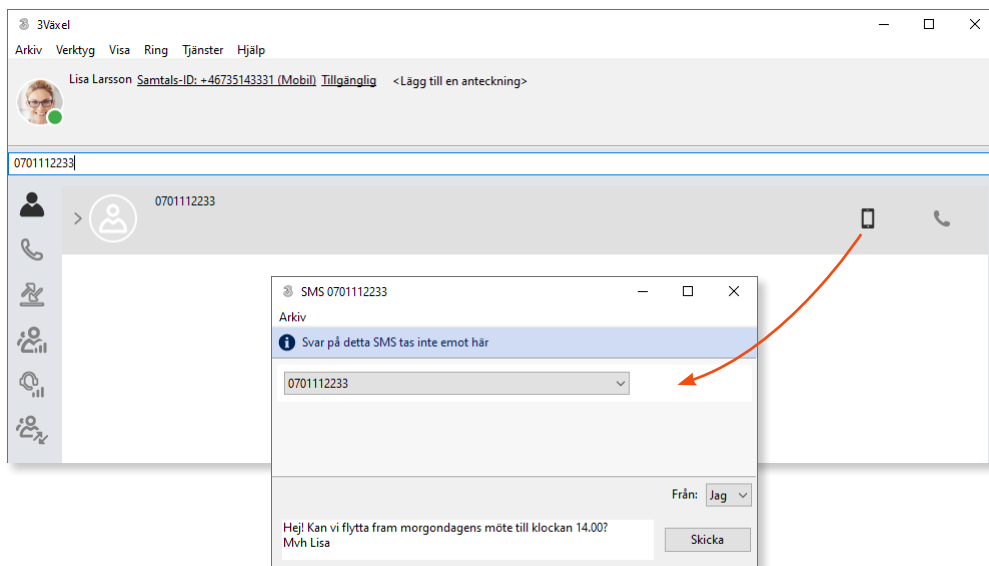 3Växel
Arkiv Verktyg Visa Ring Tjänster Hjälp
Lisa Larsson Samtals-ID: +46735143331 (Mobil) Tillgänglig <Lägg till en anteckning>
0701112233
0701112233
SMS 0701112233
Arkiv
Svar på detta SMS tas inte emot här
0701112233
Från: Jag
Hej! Kan vi flytta fram morgondagens möte till klockan 14.00?
Mvh Lisa
Skicka